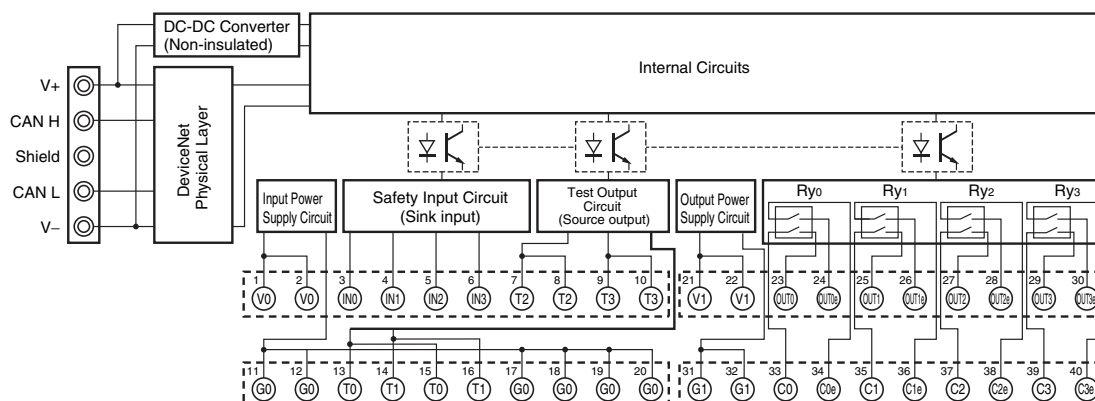 DC-DC Converter
(Non-insulated)
Internal Circuits
V+
CAN H
Shield
CAN L
V–
DeviceNet
Physical Layer
Input Power
Supply Circuit
Safety Input Circuit
(Sink input)
Test Output
Circuit
(Source output)
Output Power
Supply Circuit
Ry0 Ry1 Ry2 Ry3
1 2 3 4 5 6 7 8 9 10 21 22 23 24 25 26 27 28 29 30
V0 V0 IN0 IN1 IN2 IN3 T2 T2 T3 T3 V1 V1 OUT0 OUT0e OUT1 OUT1e OUT2 OUT2e OUT3 OUT3e
11 12 13 14 15 16 17 18 19 20 31 32 33 34 35 36 37 38 39 40
G0 G0 T0 T1 T0 T1 G0 G0 G0 G0 G1 G1 C0 C0e C1 C1e C2 C2e C3 C3e